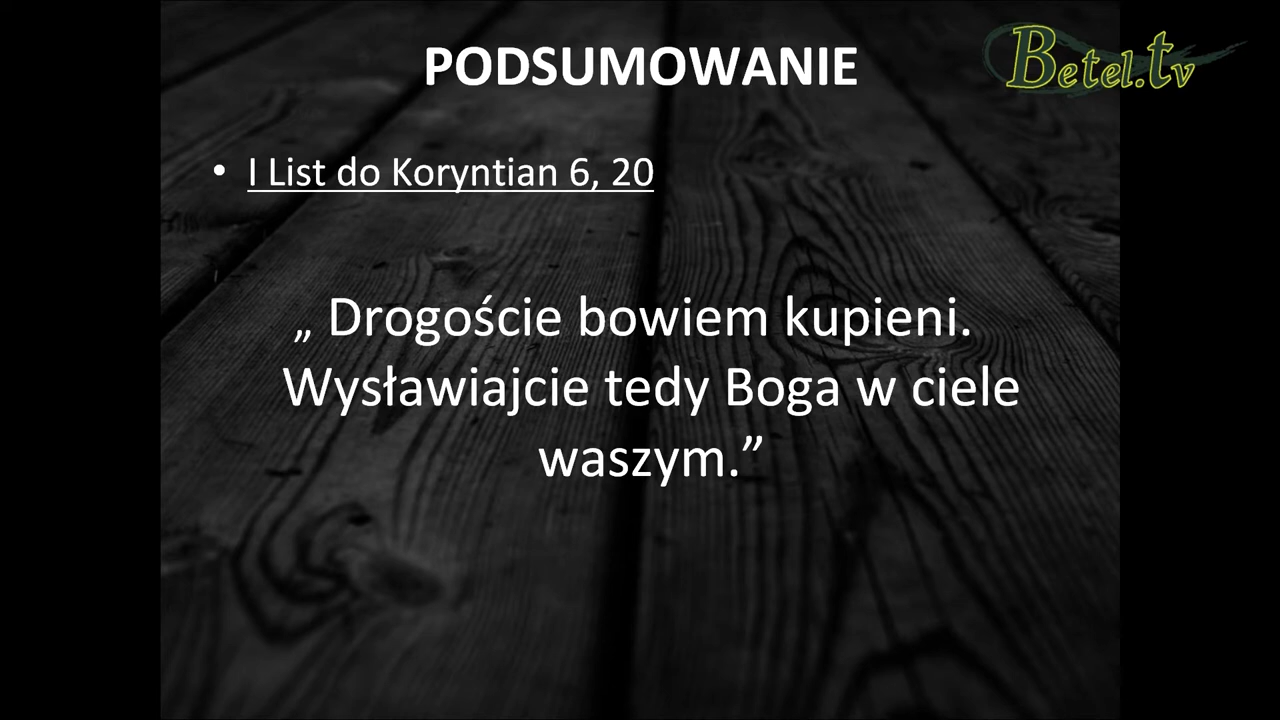 PODSUMOWANIE
Betel.tv
• I List do Koryntian 6, 20
„ Drogoście bowiem kupieni.
Wysławiajcie tedy Boga w ciele
waszym.”